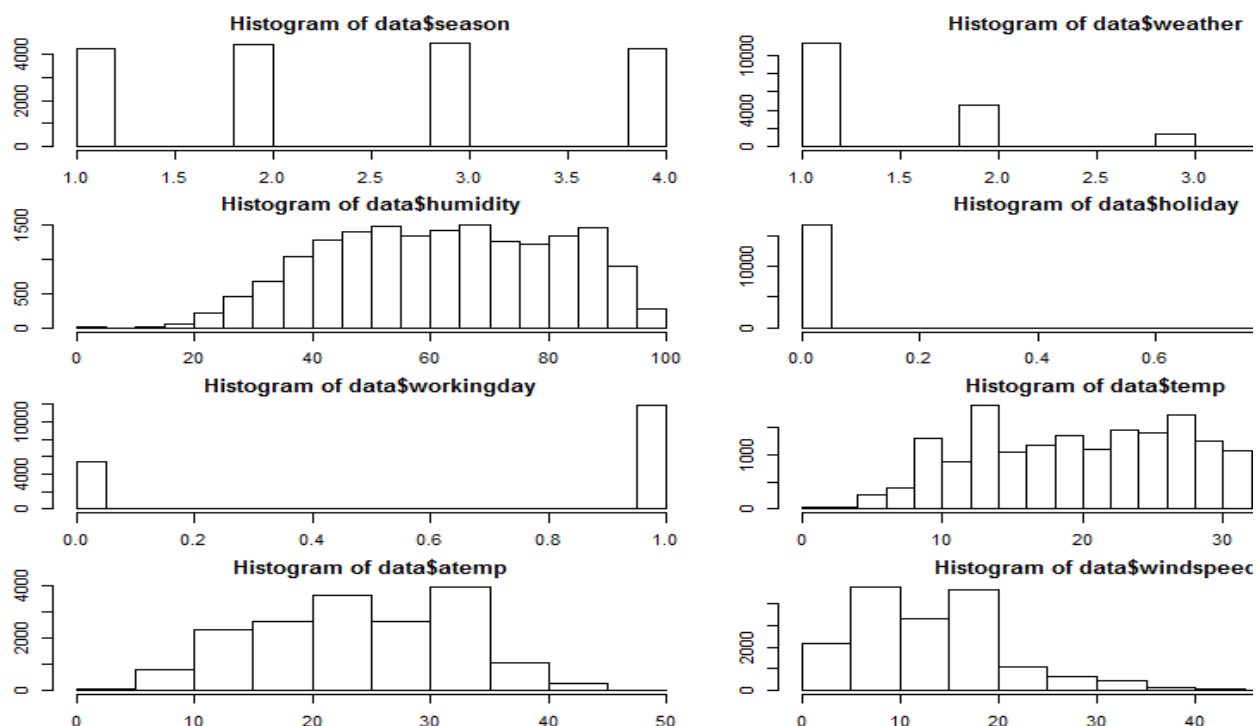 Histogram of data$season
4000
2000
0
1.0 1.5 2.0 2.5 3.0 3.5 4.0
Histogram of data$weather
10000
4000
0
1.0 1.5 2.0 2.5 3.0
Histogram of data$humidity
1500
500
0
0 20 40 60 80 100
Histogram of data$holiday
10000
0
0.0 0.2 0.4 0.6
Histogram of data$workingday
10000
4000
0
0.0 0.2 0.4 0.6 0.8 1.0
Histogram of data$temp
1000
0
0 10 20 30
Histogram of data$atemp
4000
2000
0
0 10 20 30 40 50
Histogram of data$windspeed
2000
0
0 10 20 30 40